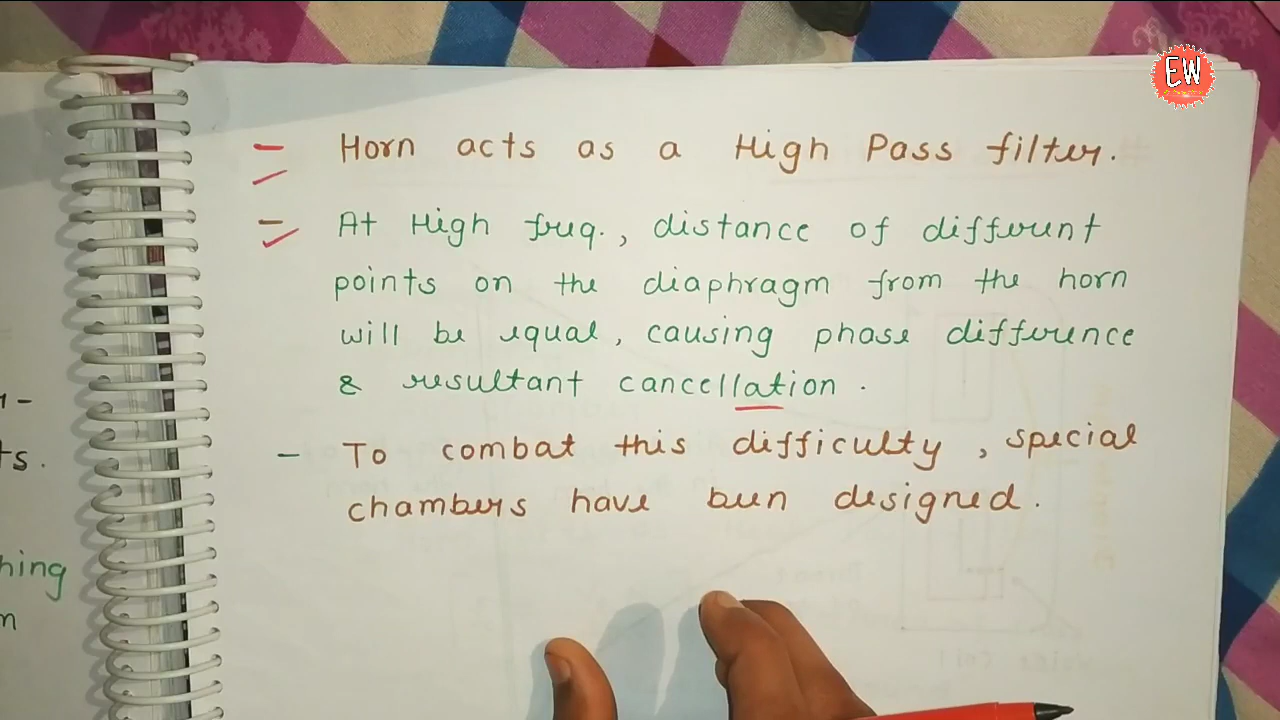 EW
- Horn acts as a High Pass filter.
- At High freq., distance of different
points on the diaphragm from the horn
will be equal, causing phase difference
& resultant cancellation.
- To combat this difficulty, special
chambers have been designed.
ts.
hing